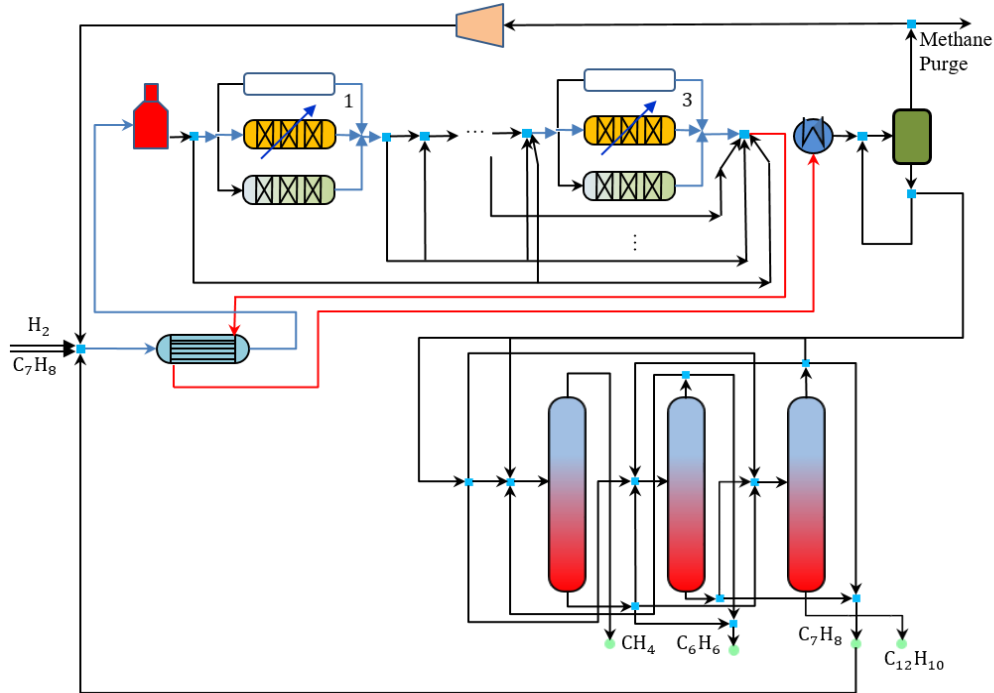 Methane
Purge
1
3
...
⋮
H₂
C₇H₈
CH₄
C₆H₆
C₇H₈
C₁₂H₁₀